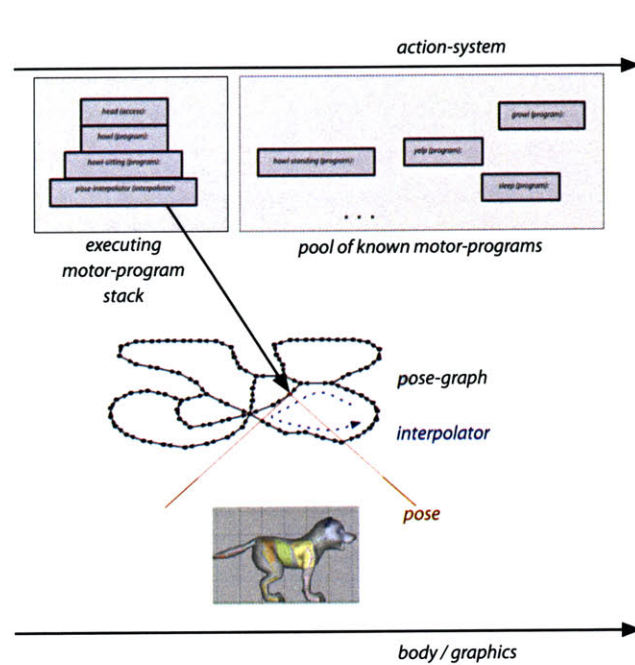 action-system
head (access):
howl (program):
howl-sitting (program):
pose-interpolator (interpolator):
growl (program):
yelp (program):
howl-standing (program):
sleep (program):
. . .
executing
motor-program
stack
pool of known motor-programs
pose-graph
interpolator
pose
body / graphics